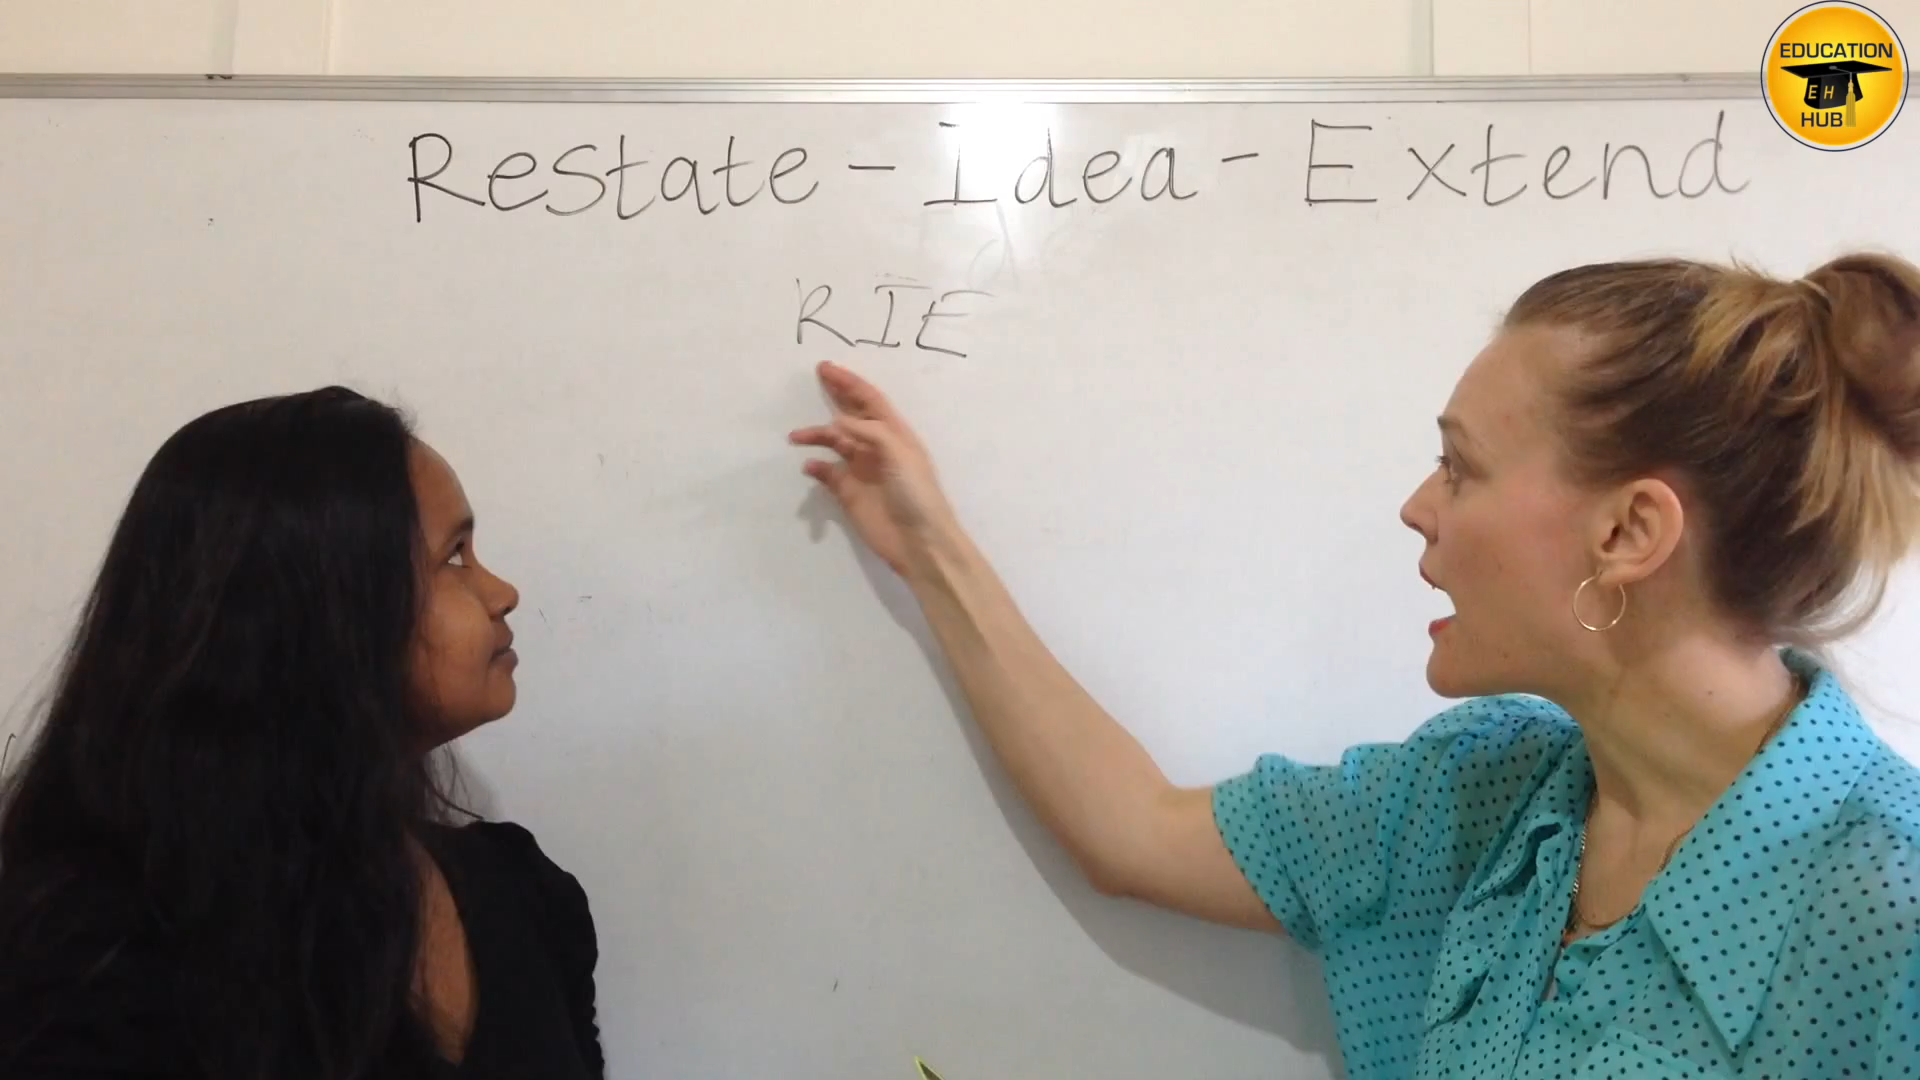 EDUCATION
EH
HUB
Restate - Idea - Extend
RIE